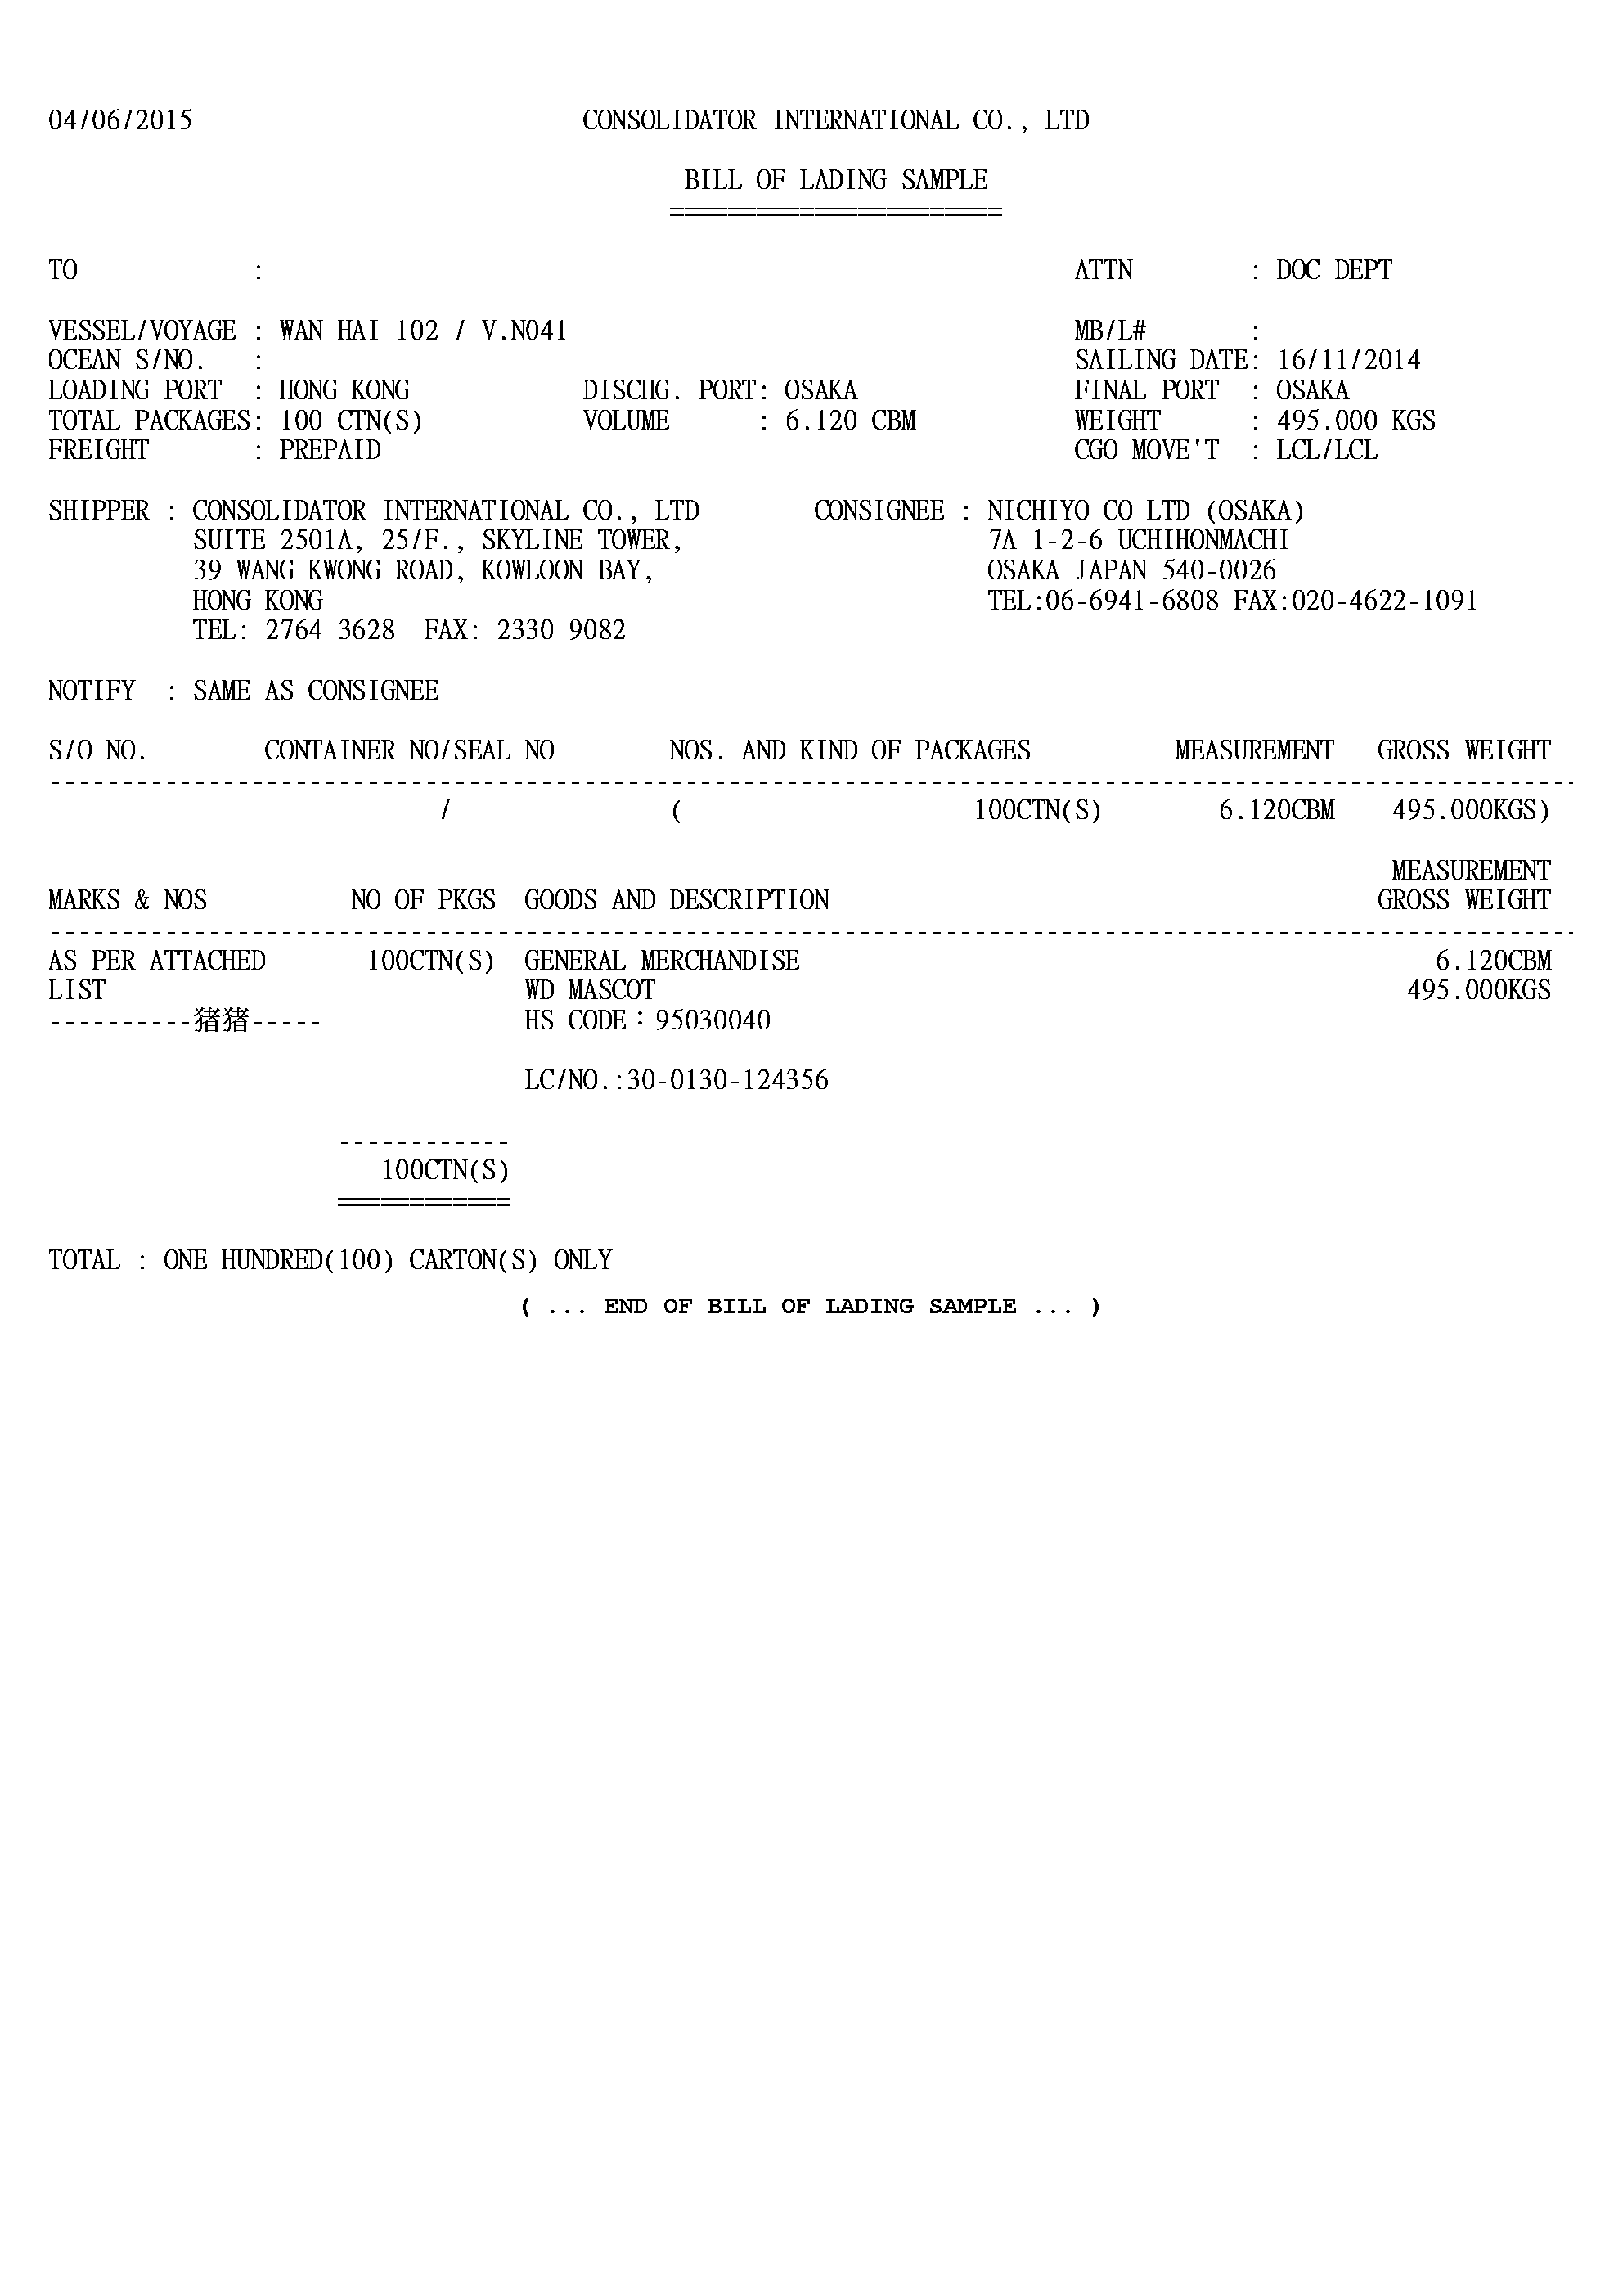 04/06/2015 CONSOLIDATOR INTERNATIONAL CO., LTD
BILL OF LADING SAMPLE
=======================
TO : ATTN : DOC DEPT
VESSEL/VOYAGE : WAN HAI 102 / V.N041 MB/L# :
OCEAN S/NO. : SAILING DATE: 16/11/2014
LOADING PORT : HONG KONG DISCHG. PORT: OSAKA FINAL PORT : OSAKA
TOTAL PACKAGES: 100 CTN(S) VOLUME : 6.120 CBM WEIGHT : 495.000 KGS
FREIGHT : PREPAID CGO MOVE'T : LCL/LCL
SHIPPER : CONSOLIDATOR INTERNATIONAL CO., LTD CONSIGNEE : NICHIYO CO LTD (OSAKA)
SUITE 2501A, 25/F., SKYLINE TOWER, 7A 1-2-6 UCHIHONMACHI
39 WANG KWONG ROAD, KOWLOON BAY, OSAKA JAPAN 540-0026
HONG KONG TEL:06-6941-6808 FAX:020-4622-1091
TEL: 2764 3628 FAX: 2330 9082
NOTIFY : SAME AS CONSIGNEE
S/O NO. CONTAINER NO/SEAL NO NOS. AND KIND OF PACKAGES MEASUREMENT GROSS WEIGHT
----------------------------------------------------------------------------------------------------------
/ ( 100CTN(S) 6.120CBM 495.000KGS)
MEASUREMENT
MARKS & NOS NO OF PKGS GOODS AND DESCRIPTION GROSS WEIGHT
----------------------------------------------------------------------------------------------------------
AS PER ATTACHED 100CTN(S) GENERAL MERCHANDISE 6.120CBM
LIST WD MASCOT 495.000KGS
----------猪猪----- HS CODE：95030040
LC/NO.:30-0130-124356
------------
100CTN(S)
============
TOTAL : ONE HUNDRED(100) CARTON(S) ONLY
( ... END OF BILL OF LADING SAMPLE ... )